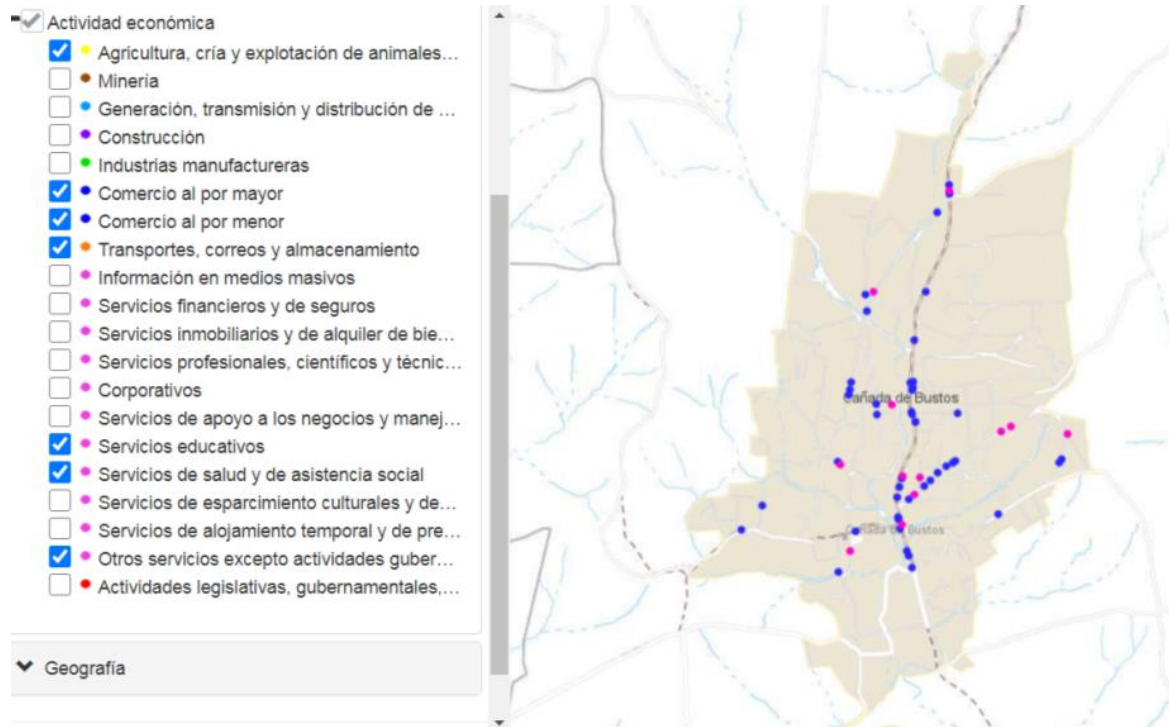 Actividad económica
Agricultura, cría y explotación de animales...
Minería
Generación, transmisión y distribución de ...
Construcción
Industrias manufactureras
Comercio al por mayor
Comercio al por menor
Transportes, correos y almacenamiento
Información en medios masivos
Servicios financieros y de seguros
Servicios inmobiliarios y de alquiler de bie...
Servicios profesionales, científicos y técnic...
Corporativos
Servicios de apoyo a los negocios y manej...
Servicios educativos
Servicios de salud y de asistencia social
Servicios de esparcimiento culturales y de...
Servicios de alojamiento temporal y de pre...
Otros servicios excepto actividades guber...
Actividades legislativas, gubernamentales,...
Geografía
Cañada de Bustos
Cañada de Bustos